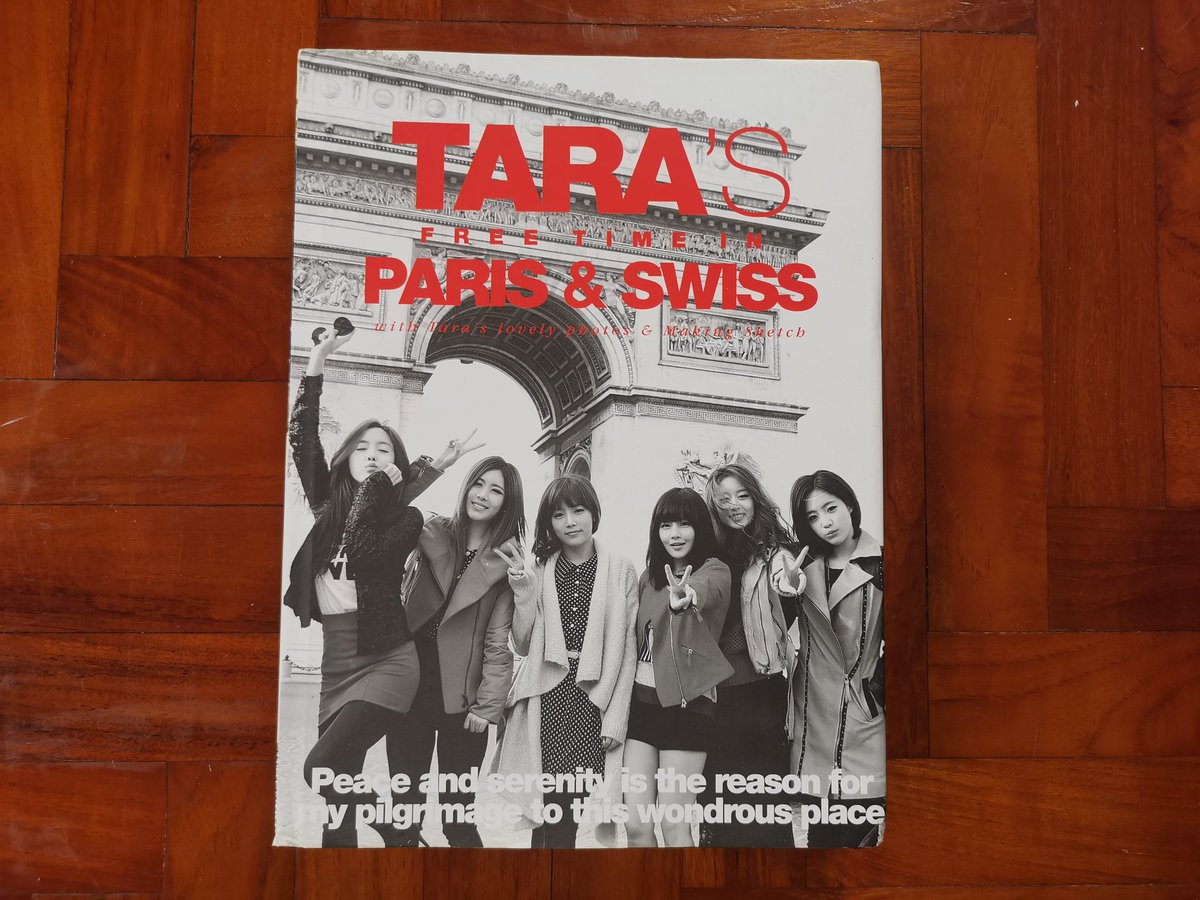 TARA'S
FREE TIME IN
PARIS & SWISS
with Tara's lovely photos & Making Sketch
Peace and serenity is the reason for
my pilgrimage to this wondrous place